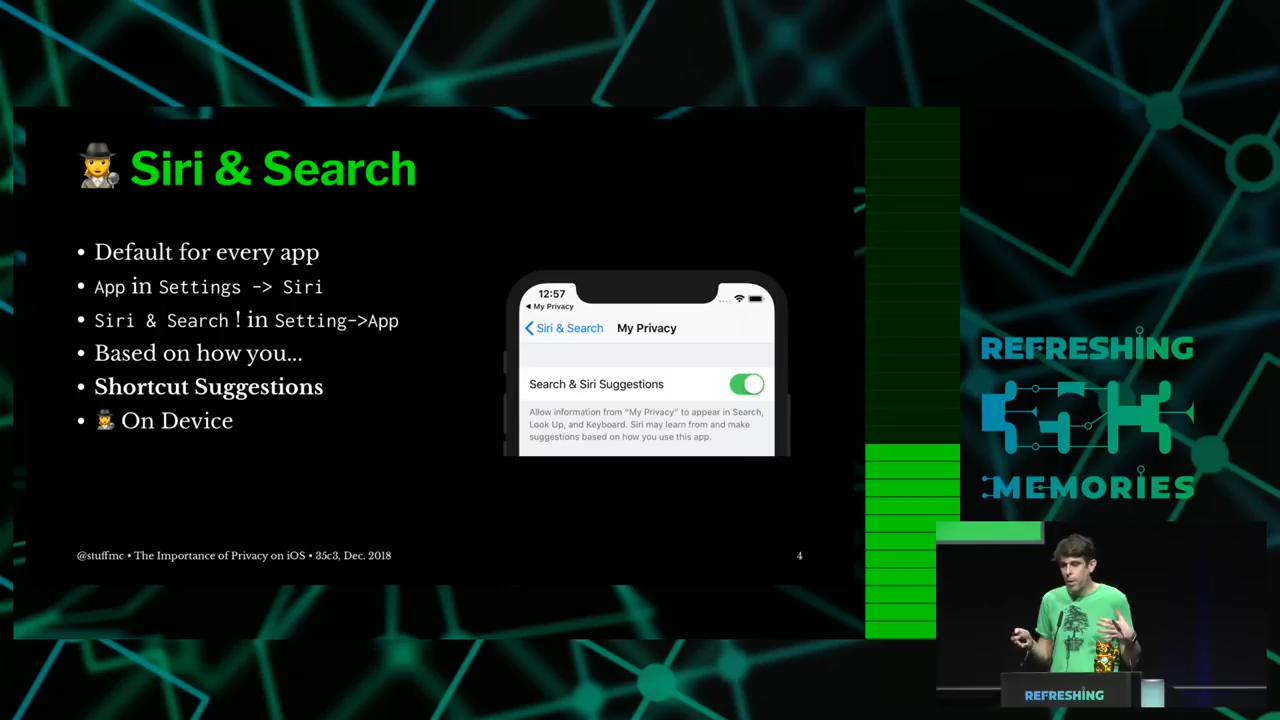 Siri & Search
• Default for every app
• App in Settings -> Siri
• Siri & Search ! in Setting->App
• Based on how you...
• Shortcut Suggestions
• On Device
12:57
◀ My Privacy
Siri & Search
My Privacy
Search & Siri Suggestions
Allow information from “My Privacy” to appear in Search,
Look Up, and Keyboard. Siri may learn from and make
suggestions based on how you use this app.
@stuffmc • The Importance of Privacy on iOS • 35c3, Dec. 2018
4
REFRESHING
35C3
MEMORIES
REFRESHING